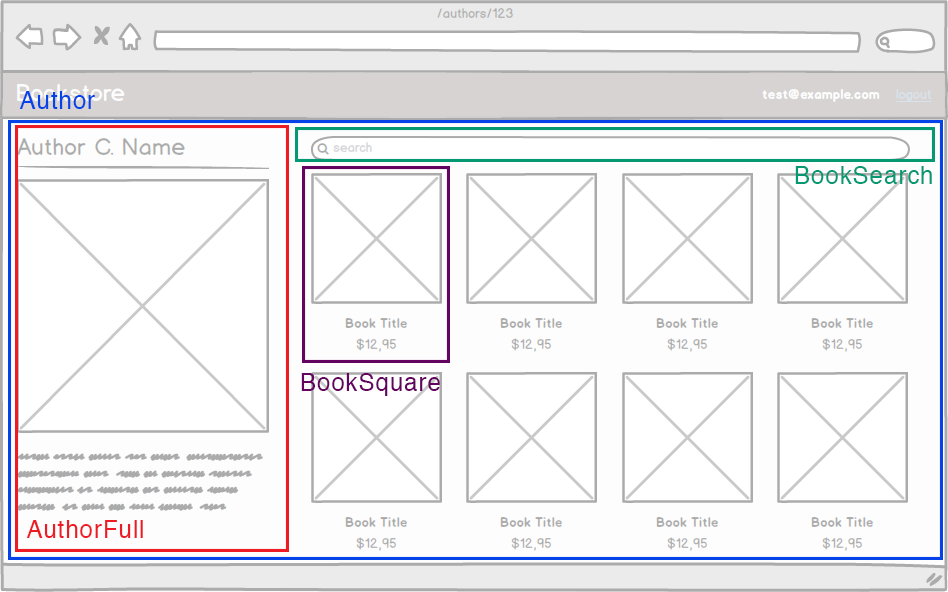 /authors/123
Bookstore
test@example.com logout
Author
Author C. Name
search
BookSearch
Book Title Book Title Book Title Book Title
$12,95 $12,95 $12,95 $12,95
BookSquare
Book Title Book Title Book Title Book Title
$12,95 $12,95 $12,95 $12,95
AuthorFull